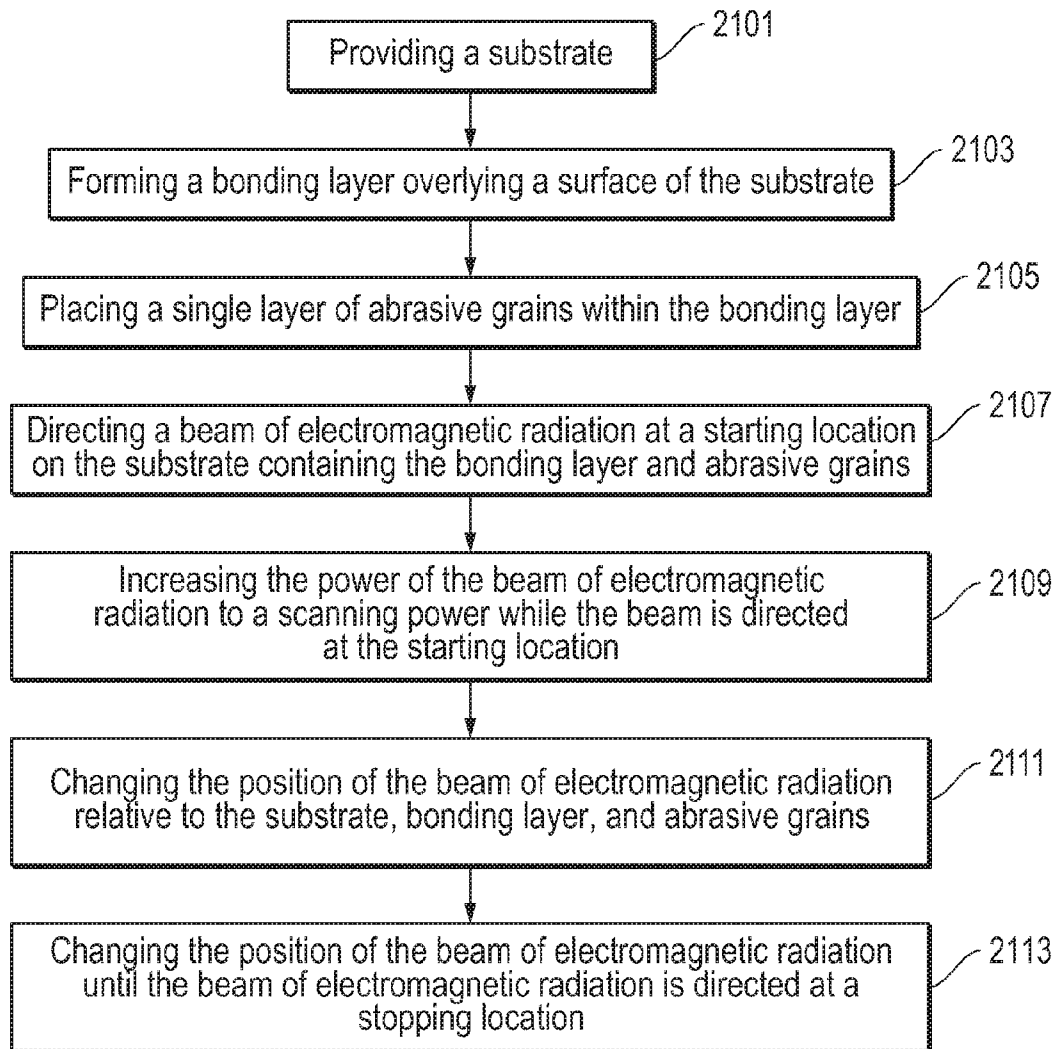 2101
Providing a substrate
2103
Forming a bonding layer overlying a surface of the substrate
2105
Placing a single layer of abrasive grains within the bonding layer
2107
Directing a beam of electromagnetic radiation at a starting location
on the substrate containing the bonding layer and abrasive grains
2109
Increasing the power of the beam of electromagnetic
radiation to a scanning power while the beam is directed
at the starting location
2111
Changing the position of the beam of electromagnetic radiation
relative to the substrate, bonding layer, and abrasive grains
2113
Changing the position of the beam of electromagnetic radiation
until the beam of electromagnetic radiation is directed at a
stopping location